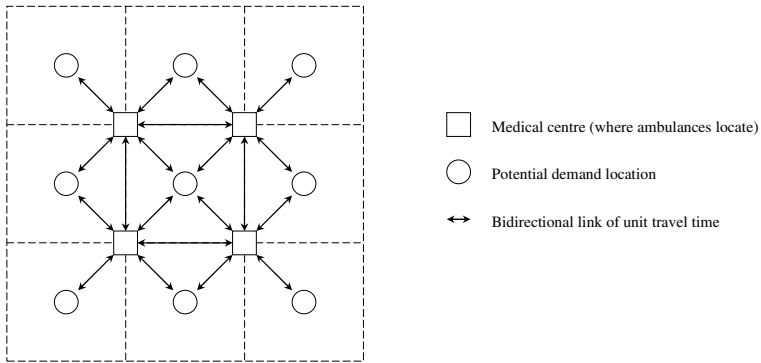 Medical centre (where ambulances locate)
Potential demand location
Bidirectional link of unit travel time